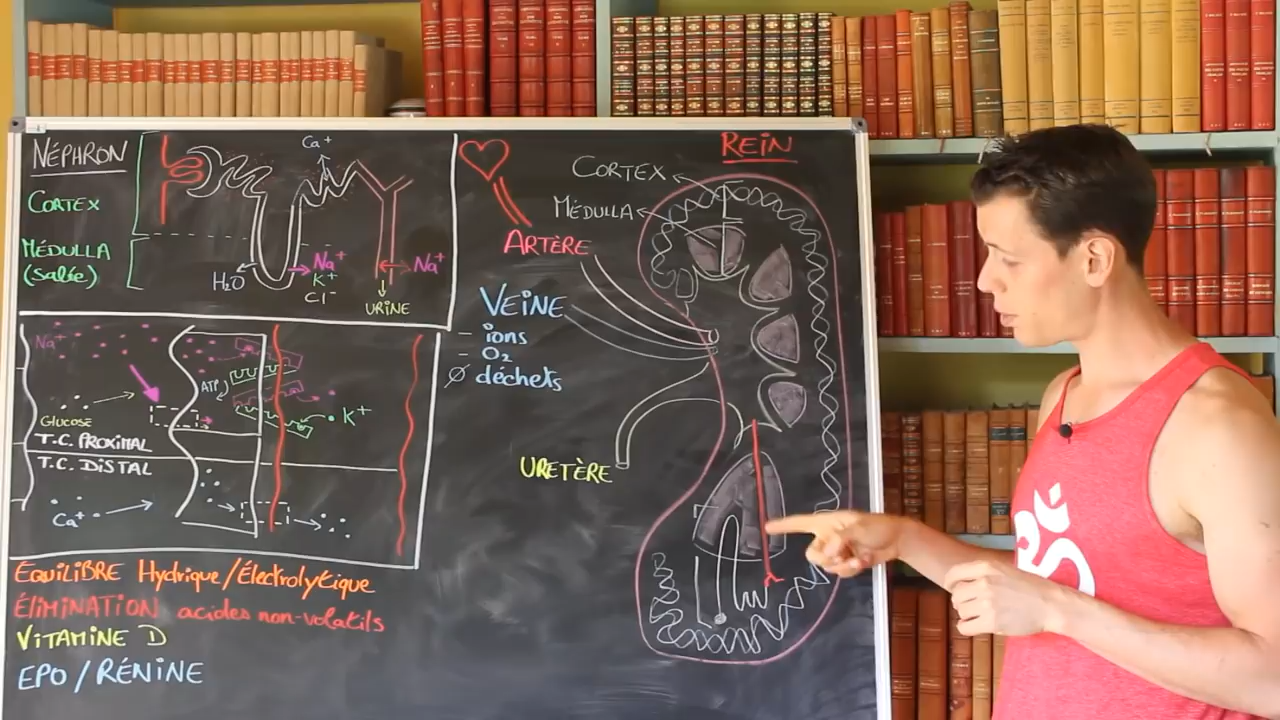 NÉPHRON
CORTEX
MÉDULLA
(salée)
Ca+
H2O
Na+
K+
Cl-
Na+
URINE
Na+
GLUCOSE
ATP
K+
T.C. PROXIMAL
T.C. DISTAL
Ca+
EQUILIBRE Hydrique/Électrolytique
ÉLIMINATION acides non-volatils
VITAMINE D
EPO / RÉNINE
REIN
CORTEX
MÉDULLA
ARTÈRE
VEINE
- ions
- O2
Ø déchets
URETÈRE
ॐ